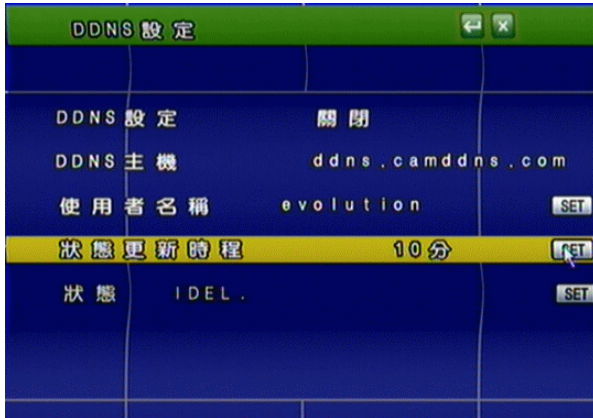 DDNS設定
DDNS設定 關閉
DDNS主機 ddns.camddns.com
使用者名稱 evolution SET
狀態更新時程 10分 SET
狀態 IDEL. SET